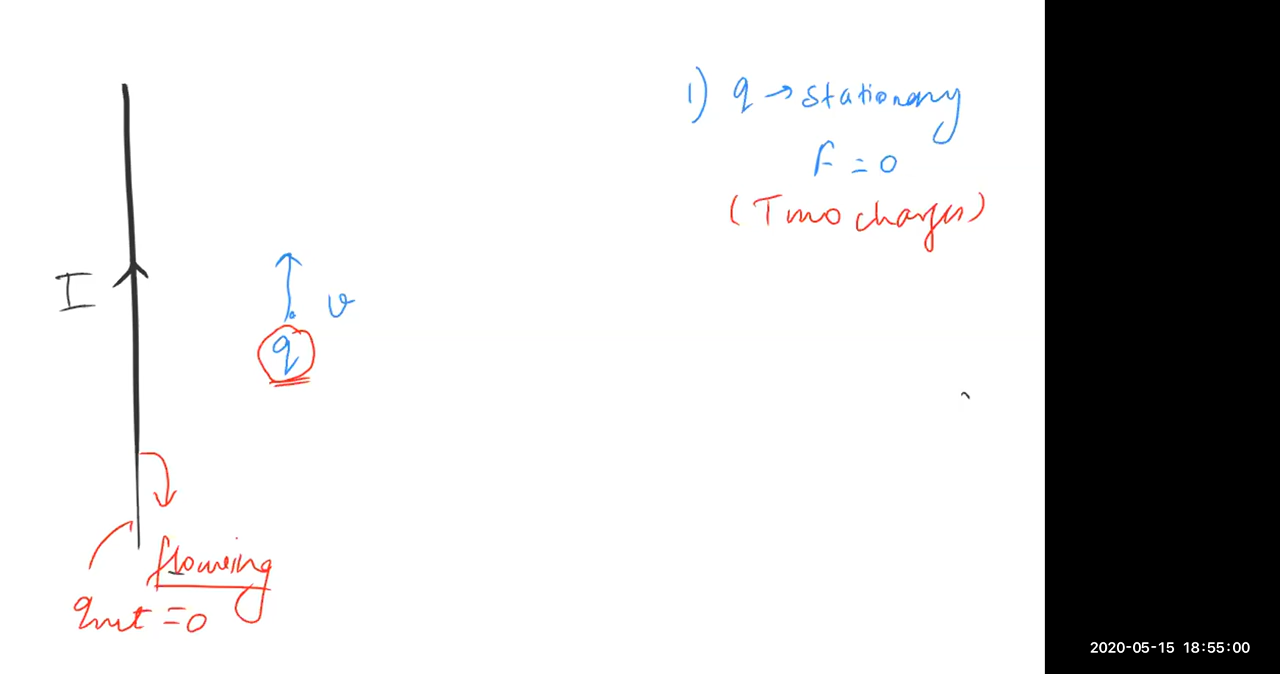 1) q → stationary
F = 0
(Two charges)
I
v
q
flowing
qnet = 0
2020-05-15 18:55:00